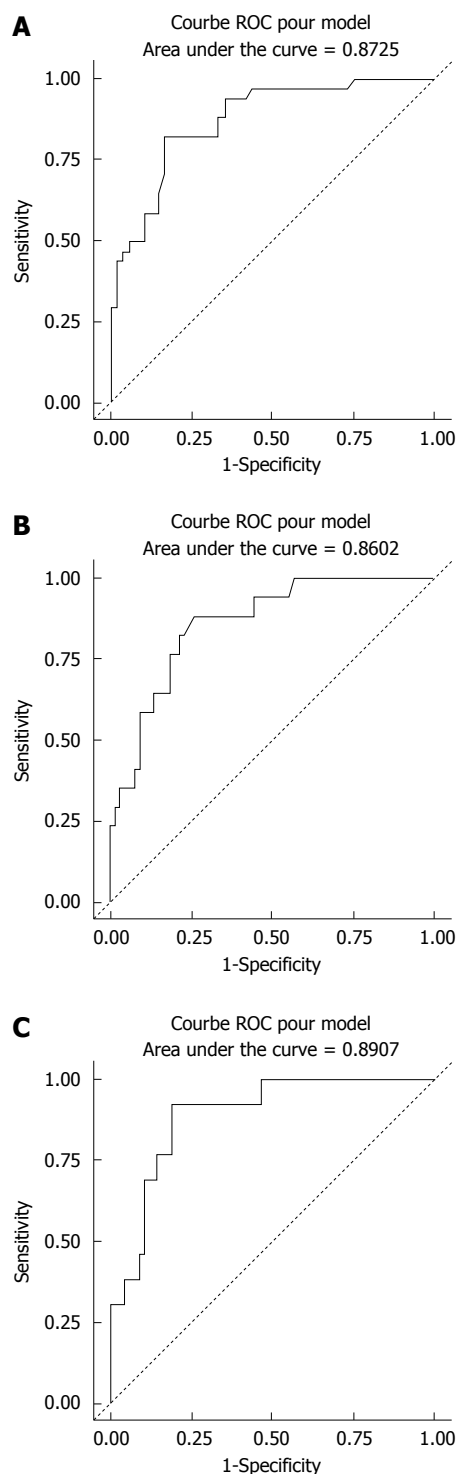 A
Courbe ROC pour model
Area under the curve = 0.8725
1.00
0.75
0.50
0.25
0.00
Sensitivity
0.00 0.25 0.50 0.75 1.00
1-Specificity
B
Courbe ROC pour model
Area under the curve = 0.8602
1.00
0.75
0.50
0.25
0.00
Sensitivity
0.00 0.25 0.50 0.75 1.00
1-Specificity
C
Courbe ROC pour model
Area under the curve = 0.8907
1.00
0.75
0.50
0.25
0.00
Sensitivity
0.00 0.25 0.50 0.75 1.00
1-Specificity